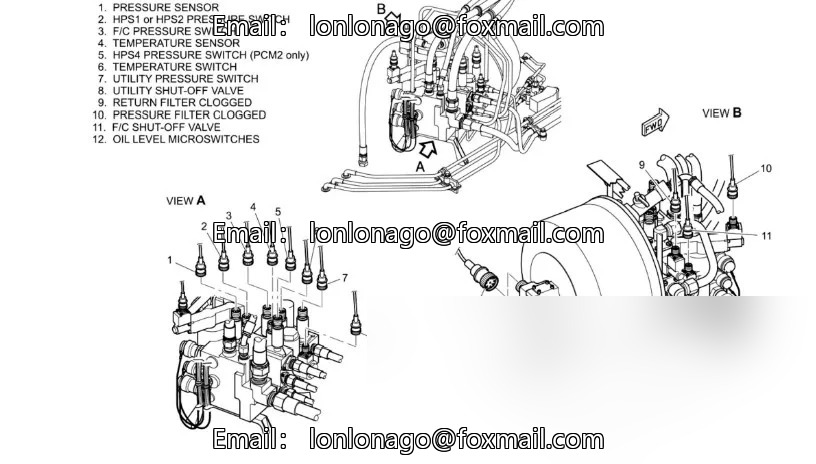 1. PRESSURE SENSOR
2. HPS1 or HPS2 PRESSURE SWITCH
3. F/C PRESSURE SWITCH
4. TEMPERATURE SENSOR
5. HPS4 PRESSURE SWITCH (PCM2 only)
6. TEMPERATURE SWITCH
7. UTILITY PRESSURE SWITCH
8. UTILITY SHUT-OFF VALVE
9. RETURN FILTER CLOGGED
10. PRESSURE FILTER CLOGGED
11. F/C SHUT-OFF VALVE
12. OIL LEVEL MICROSWITCHES
Email： lonlonago@foxmail.com
B
A
FWD
VIEW B
9
10
11
VIEW A
Email： lonlonago@foxmail.com
1
2
3
4
5
7
Email： lonlonago@foxmail.com